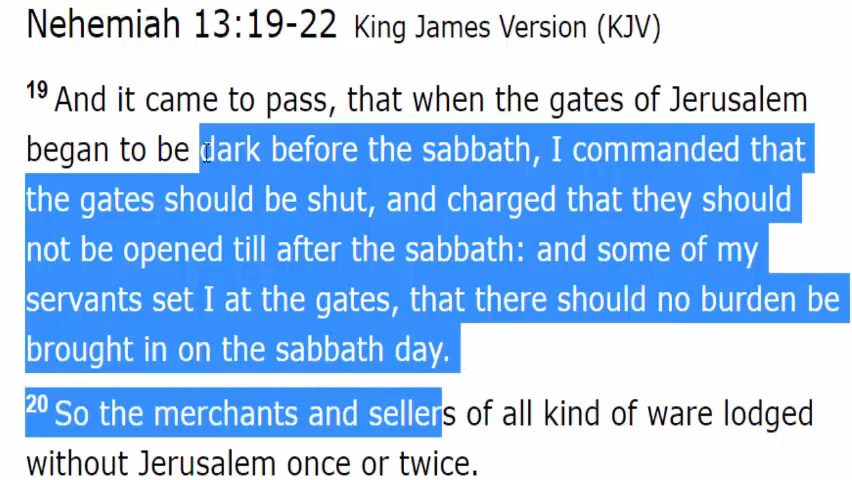 Nehemiah 13:19-22 King James Version (KJV)
19 And it came to pass, that when the gates of Jerusalem
began to be dark before the sabbath, I commanded that
the gates should be shut, and charged that they should
not be opened till after the sabbath: and some of my
servants set I at the gates, that there should no burden be
brought in on the sabbath day.
20 So the merchants and sellers of all kind of ware lodged
without Jerusalem once or twice.